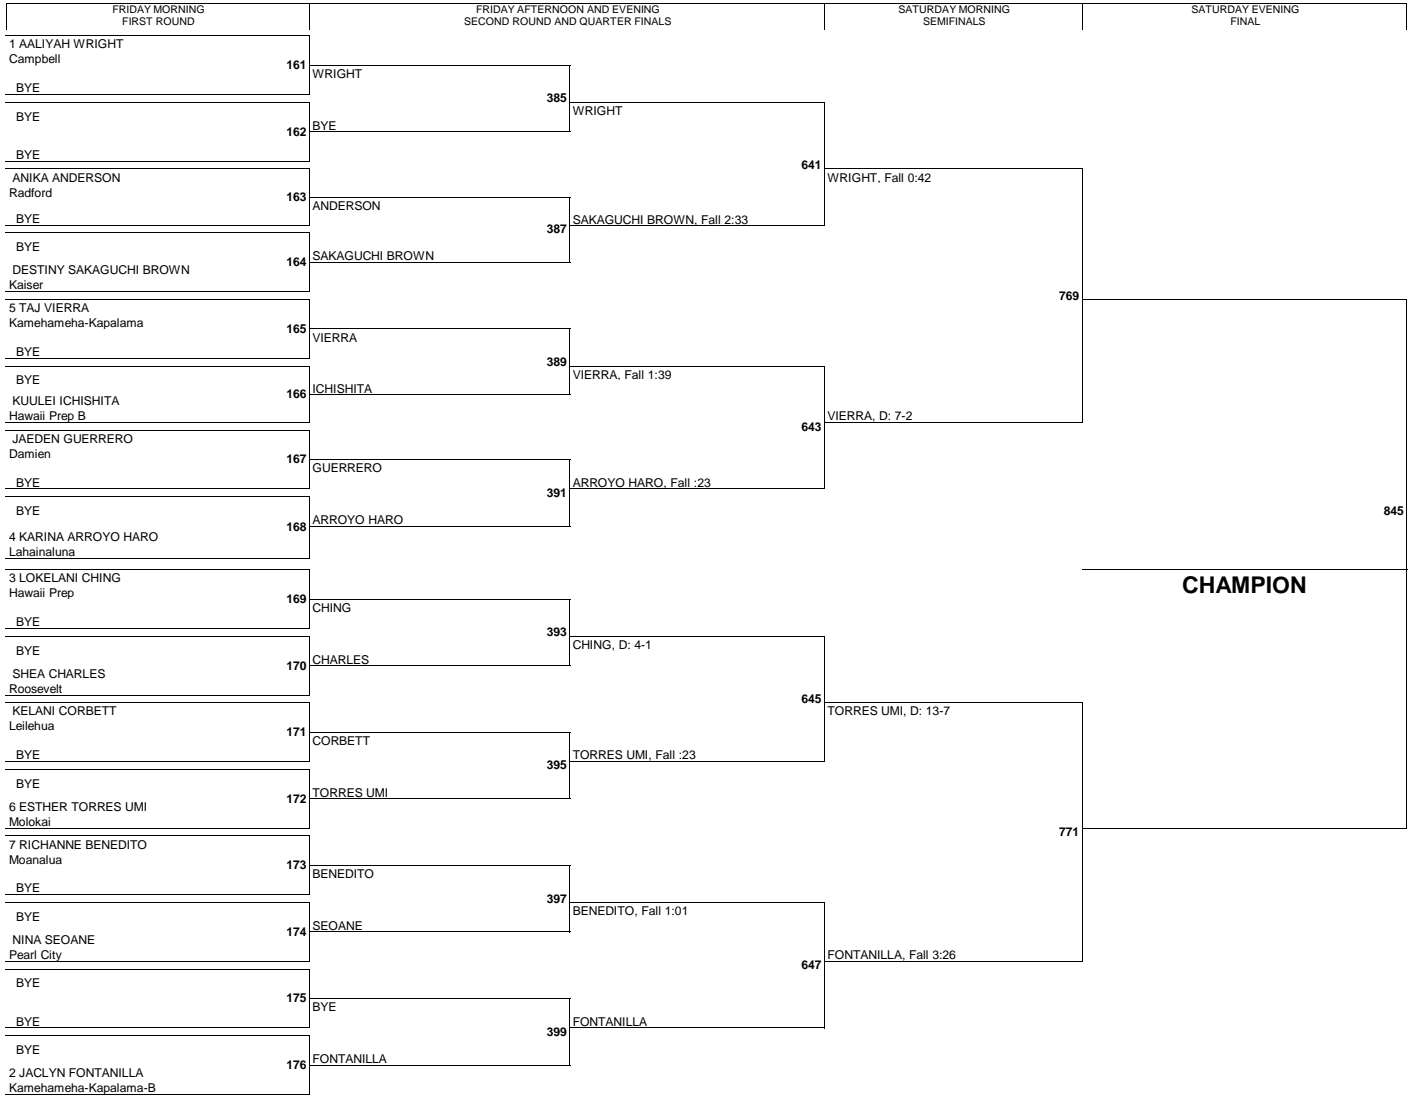 FRIDAY MORNING
FIRST ROUND
FRIDAY AFTERNOON AND EVENING
SECOND ROUND AND QUARTER FINALS
SATURDAY MORNING
SEMIFINALS
SATURDAY EVENING
FINAL
1 AALIYAH WRIGHT
Campbell
161
BYE
WRIGHT
385
BYE
162
BYE
BYE
WRIGHT
641
ANIKA ANDERSON
Radford
163
BYE
ANDERSON
387
BYE
164
DESTINY SAKAGUCHI BROWN
Kaiser
SAKAGUCHI BROWN
SAKAGUCHI BROWN, Fall 2:33
WRIGHT, Fall 0:42
769
5 TAJ VIERRA
Kamehameha-Kapalama
165
BYE
VIERRA
389
BYE
166
KUULEI ICHISHITA
Hawaii Prep B
ICHISHITA
VIERRA, Fall 1:39
643
JAEDEN GUERRERO
Damien
167
BYE
GUERRERO
391
BYE
168
4 KARINA ARROYO HARO
Lahainaluna
ARROYO HARO
ARROYO HARO, Fall :23
VIERRA, D: 7-2
845
CHAMPION
3 LOKELANI CHING
Hawaii Prep
169
BYE
CHING
393
BYE
170
SHEA CHARLES
Roosevelt
CHARLES
CHING, D: 4-1
645
KELANI CORBETT
Leilehua
171
BYE
CORBETT
395
BYE
172
6 ESTHER TORRES UMI
Molokai
TORRES UMI
TORRES UMI, Fall :23
TORRES UMI, D: 13-7
771
7 RICHANNE BENEDITO
Moanalua
173
BYE
BENEDITO
397
BYE
174
NINA SEOANE
Pearl City
SEOANE
BENEDITO, Fall 1:01
647
BYE
175
BYE
BYE
399
BYE
176
2 JACLYN FONTANILLA
Kamehameha-Kapalama-B
FONTANILLA
FONTANILLA
FONTANILLA, Fall 3:26